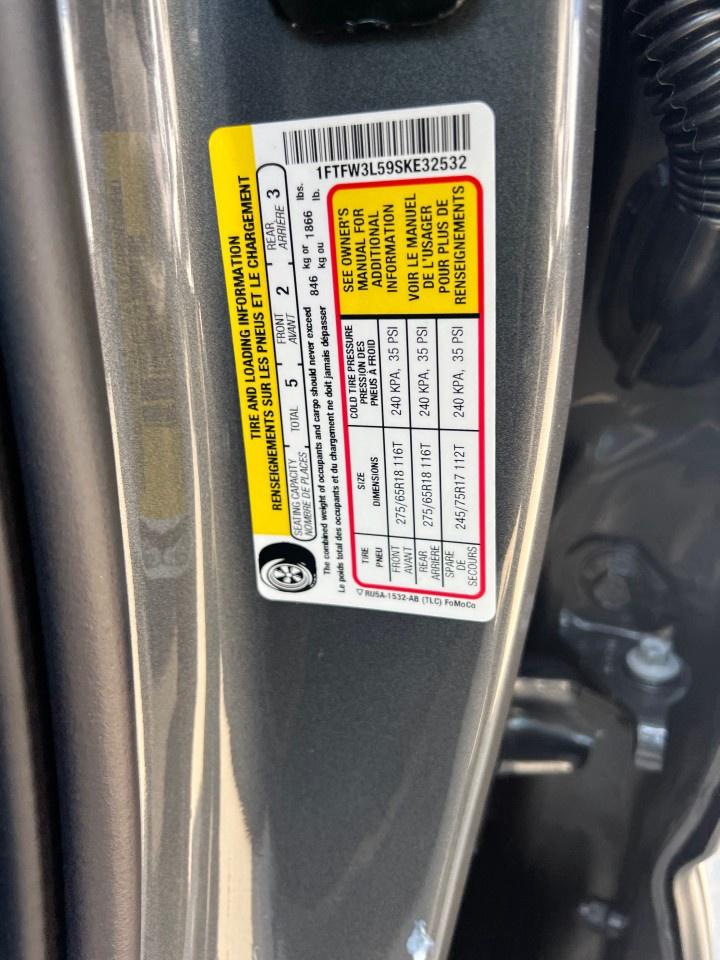 1FTFW3L59SKE32532
TIRE AND LOADING INFORMATION
RENSEIGNEMENTS SUR LES PNEUS ET LE CHARGEMENT
SEATING CAPACITY TOTAL 5 FRONT 2 REAR 3
NOMBRE DE PLACES AVANT ARRIÈRE
The combined weight of occupants and cargo should never exceed 846 kg or 1866 lbs.
Le poids total des occupants et du chargement ne doit jamais dépasser kg ou lb.
TIRE SIZE COLD TIRE PRESSURE
PNEU DIMENSIONS PRESSION DES
PNEUS À FROID
FRONT 275/65R18 116T 240 KPA, 35 PSI
AVANT
REAR 275/65R18 116T 240 KPA, 35 PSI
ARRIÈRE
SPARE 245/75R17 112T 240 KPA, 35 PSI
DE
SECOURS
SEE OWNER'S
MANUAL FOR
ADDITIONAL
INFORMATION
VOIR LE MANUEL
DE L'USAGER
POUR PLUS DE
RENSEIGNEMENTS
RU5A-1532-AB (TLC) FoMoCo